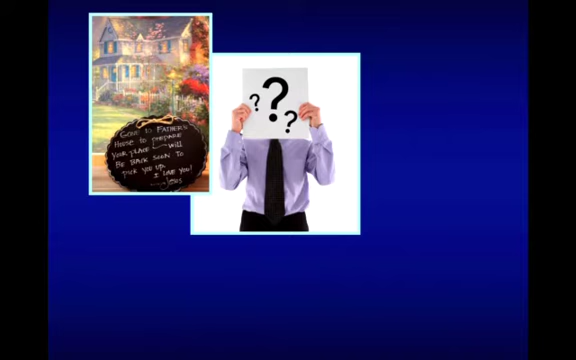 Gone to Father's
House to prepare
your place — will
be back soon to
pick you up.
I love you!
— Jesus
?
?
?